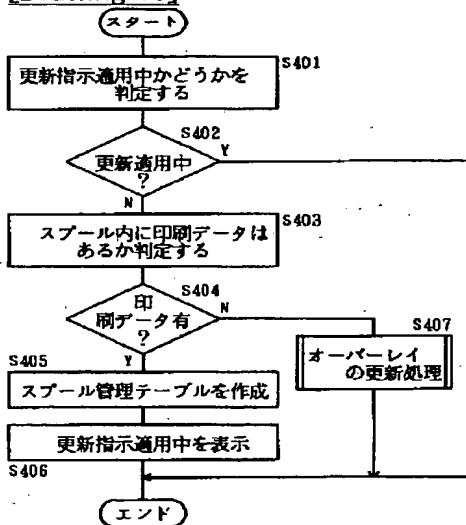 スタート
S401
更新指示適用中かどうかを
判定する
S402
更新適用中
?
Y
N
S403
スプール内に印刷データは
あるか判定する
S404
印
刷データ有
?
N
Y
S407
オーバーレイ
の更新処理
S405
スプール管理テーブルを作成
更新指示適用中を表示
S406
エンド